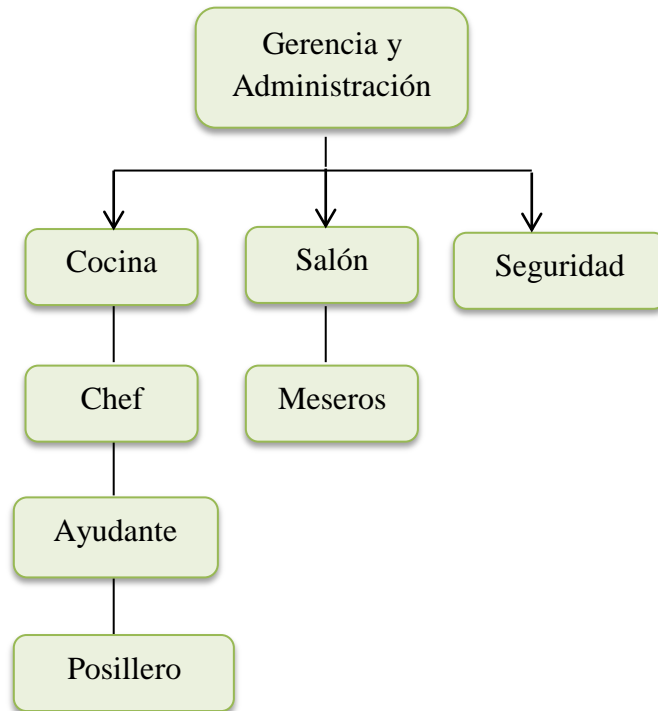 Gerencia y
Administración
Cocina
Salón
Seguridad
Chef
Meseros
Ayudante
Posillero